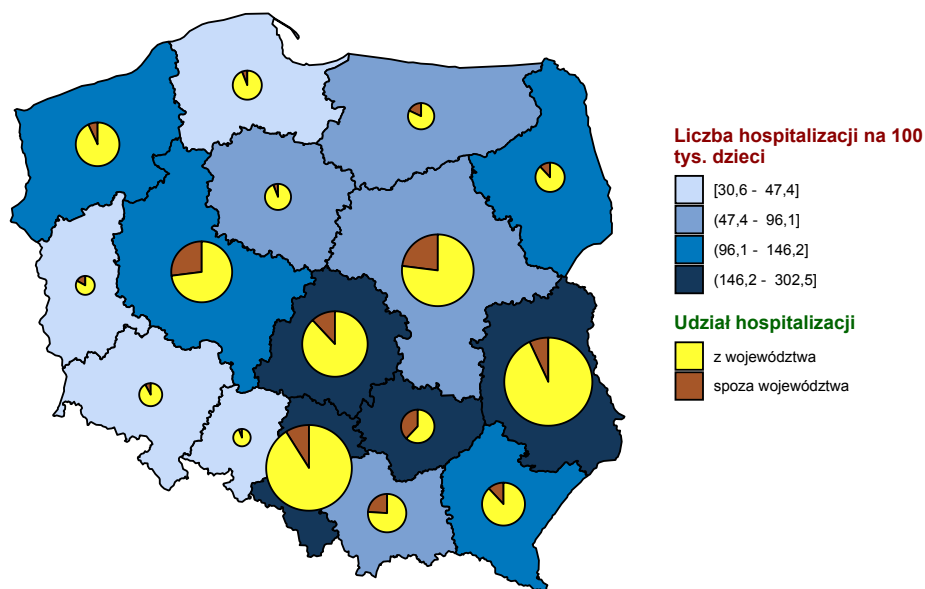 Liczba hospitalizacji na 100
tys. dzieci
[30,6 - 47,4]
(47,4 - 96,1]
(96,1 - 146,2]
(146,2 - 302,5]
Udział hospitalizacji
z województwa
spoza województwa